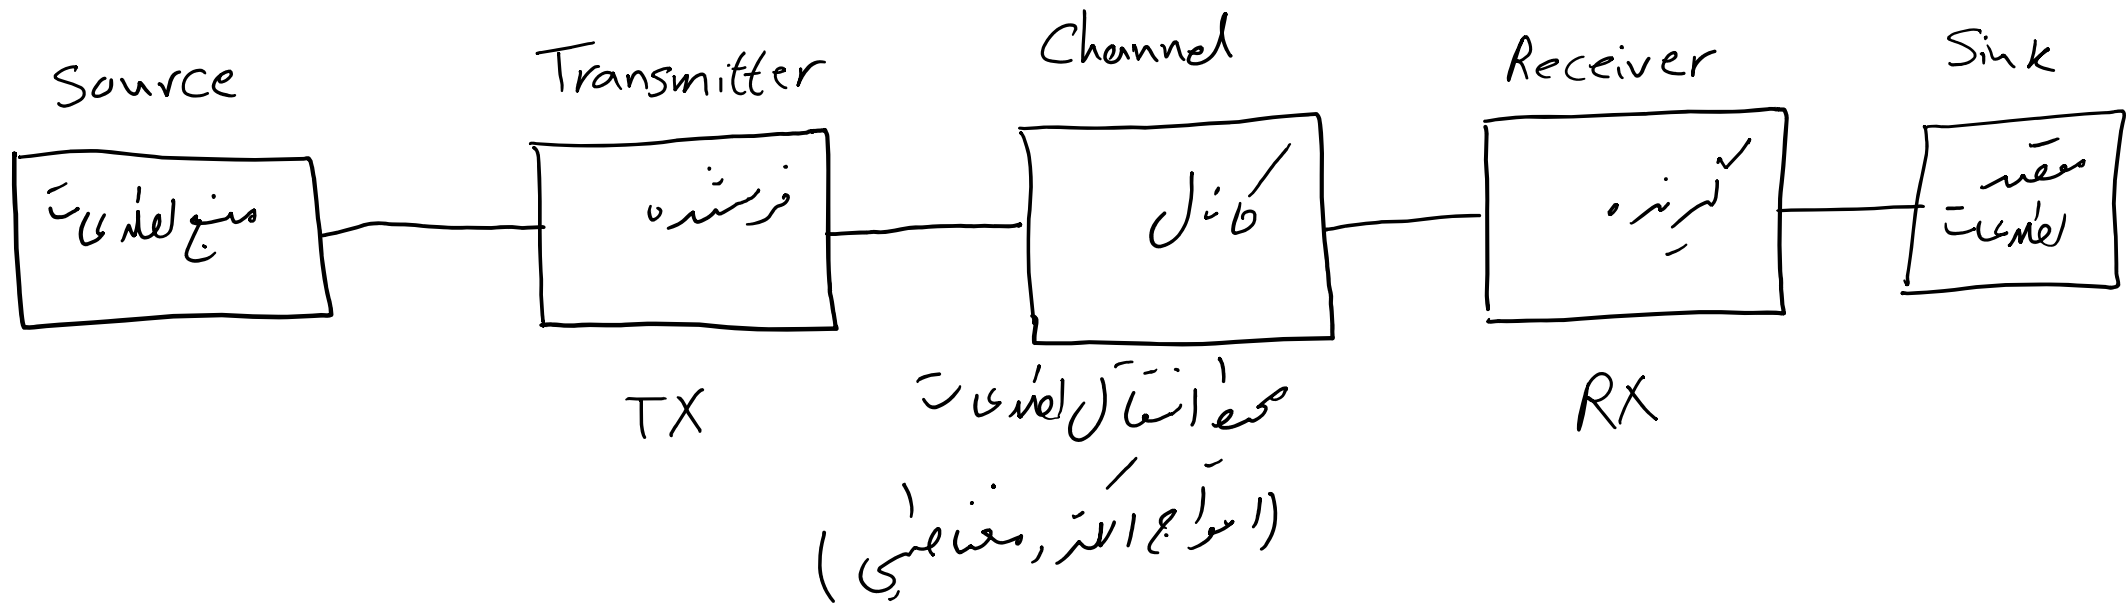 Source
Transmitter
Channel
Receiver
Sink
منبع اطلاعات
فرستنده
کانال
گیرنده
مقصد
اطلاعات
TX
محیط انتقال اطلاعات
(امواج الکترومغناطیسی)
RX